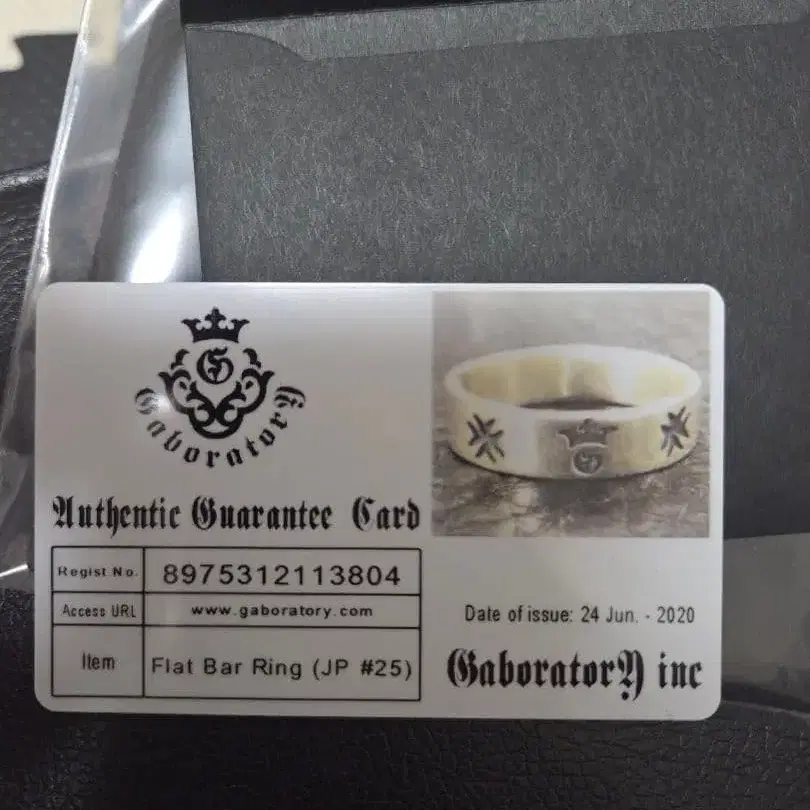 G
GaboratorY
Authentic Guarantee Card
Regist No. 8975312113804
Access URL www.gaboratory.com
Item Flat Bar Ring (JP #25)
G
Date of issue: 24 Jun. - 2020
GaboratorY inc